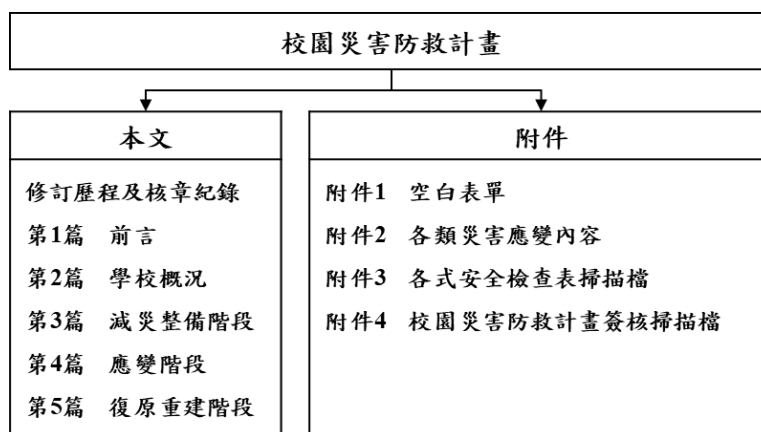 校園災害防救計畫
本文
修訂歷程及核章紀錄
第1篇 前言
第2篇 學校概況
第3篇 減災整備階段
第4篇 應變階段
第5篇 復原重建階段
附件
附件1 空白表單
附件2 各類災害應變內容
附件3 各式安全檢查表掃描檔
附件4 校園災害防救計畫簽核掃描檔